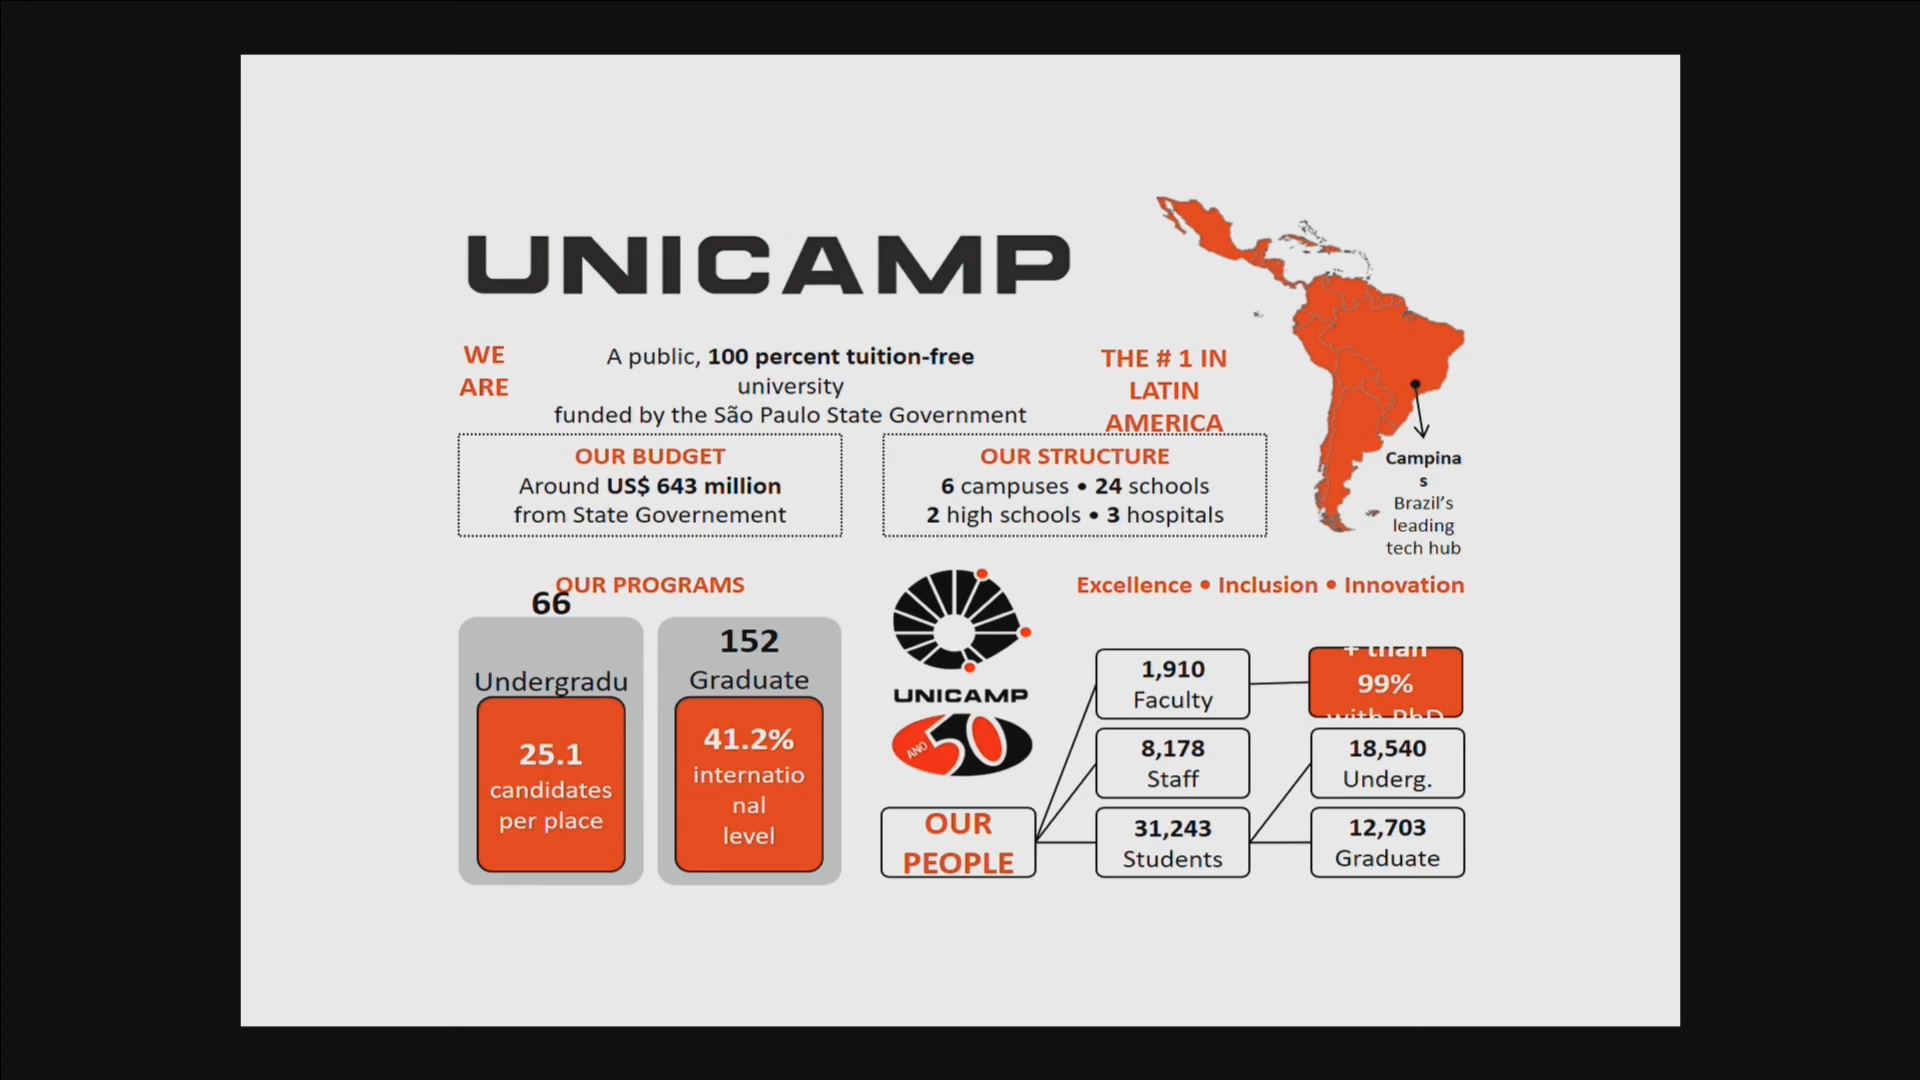 UNICAMP
WE
ARE
A public, 100 percent tuition-free
university
funded by the São Paulo State Government
THE # 1 IN
LATIN
AMERICA
OUR BUDGET
Around US$ 643 million
from State Governement
OUR STRUCTURE
6 campuses • 24 schools
2 high schools • 3 hospitals
Campina
s
Brazil's
leading
tech hub
OUR PROGRAMS
66
Undergradu
25.1
candidates
per place
152
Graduate
41.2%
internatio
nal
level
UNICAMP
ANO 50
Excellence • Inclusion • Innovation
OUR
PEOPLE
1,910
Faculty
+ than
99%
with PhD
8,178
Staff
18,540
Underg.
31,243
Students
12,703
Graduate